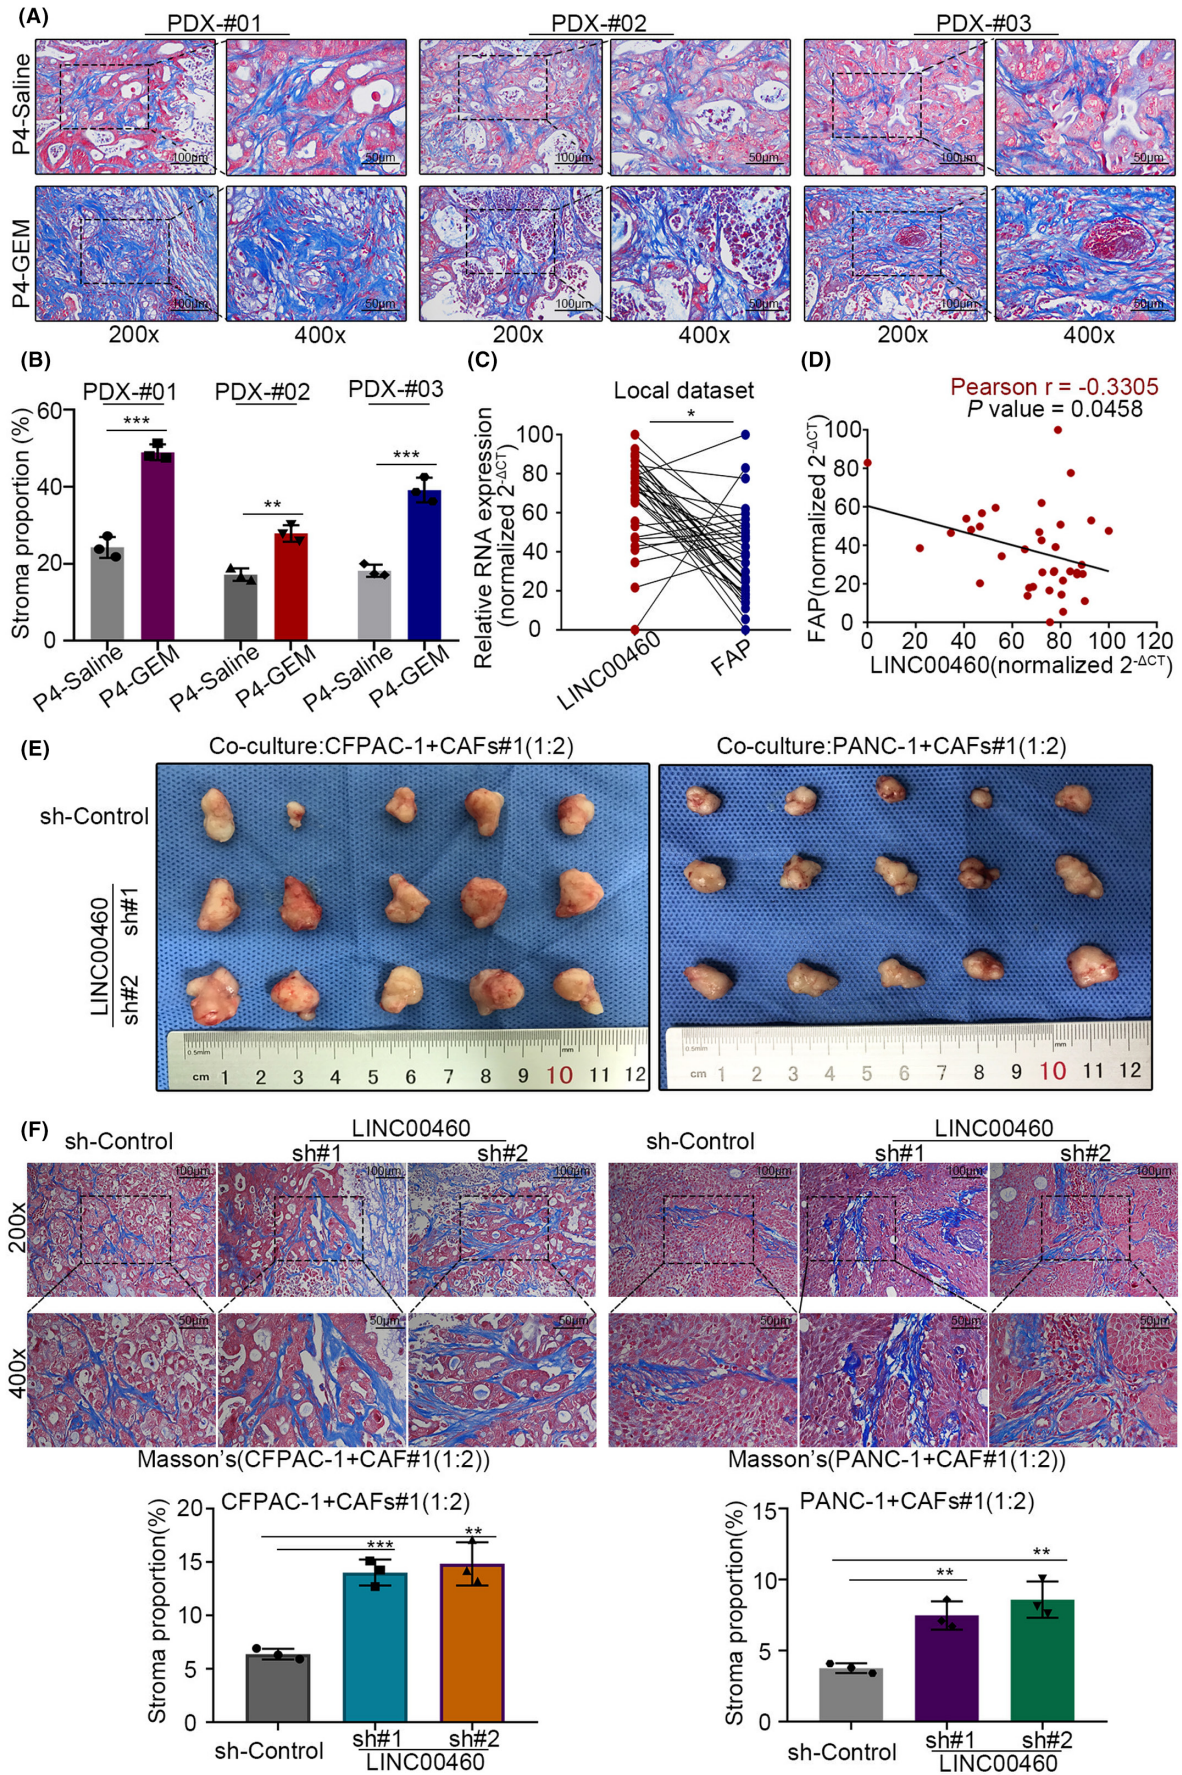 (A)
PDX-#01 PDX-#02 PDX-#03
P4-Saline
100μm 50μm 100μm 50μm 100μm 50μm
P4-GEM
100μm 50μm 100μm 50μm 100μm 50μm
200x 400x 200x 400x 200x 400x
(B)
PDX-#01 PDX-#02 PDX-#03
*** ** ***
Stroma proportion (%)
60
40
20
0
P4-Saline P4-GEM P4-Saline P4-GEM P4-Saline P4-GEM
(C)
Local dataset
*
Relative RNA expression
(normalized 2-ΔCT)
100
80
60
40
20
0
LINC00460 FAP
(D)
Pearson r = -0.3305
P value = 0.0458
FAP(normalized 2-ΔCT)
100
80
60
40
20
0
0 20 40 60 80 100 120
LINC00460(normalized 2-ΔCT)
(E)
Co-culture:CFPAC-1+CAFs#1(1:2) Co-culture:PANC-1+CAFs#1(1:2)
sh-Control
LINC00460
sh#1
sh#2
0.5mm mm
cm 1 2 3 4 5 6 7 8 9 10 11 12
0.5mm mm
cm 1 2 3 4 5 6 7 8 9 10 11 12
(F)
sh-Control LINC00460 sh-Control LINC00460
sh#1 sh#2 sh#1 sh#2
200x
100μm 100μm 100μm 100μm 100μm 100μm
400x
50μm 50μm 50μm 50μm 50μm 50μm
Masson's(CFPAC-1+CAF#1(1:2)) Masson's(PANC-1+CAF#1(1:2))
CFPAC-1+CAFs#1(1:2)
Stroma proportion(%)
20
15
10
5
0
**
***
sh-Control sh#1 sh#2
LINC00460
PANC-1+CAFs#1(1:2)
Stroma proportion(%)
15
10
5
0
**
**
sh-Control sh#1 sh#2
LINC00460